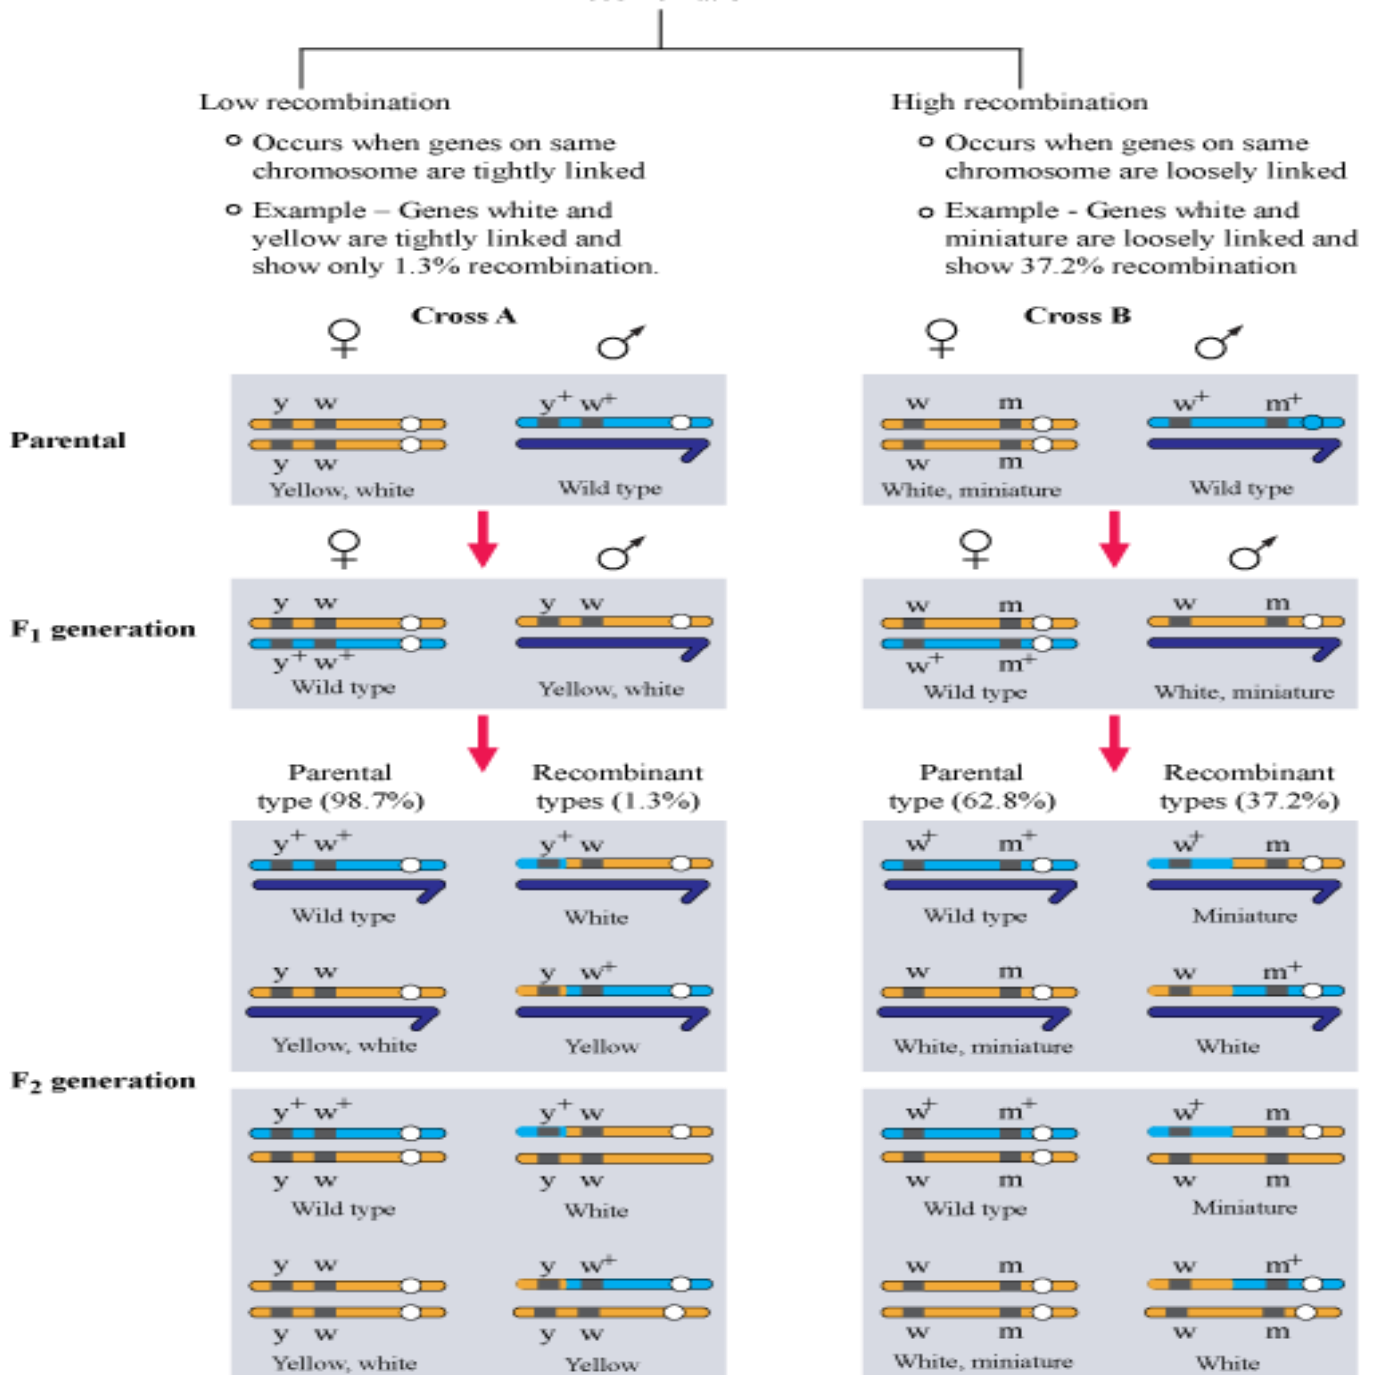 Low recombination
Occurs when genes on same
chromosome are tightly linked
Example – Genes white and
yellow are tightly linked and
show only 1.3% recombination.
High recombination
Occurs when genes on same
chromosome are loosely linked
Example - Genes white and
miniature are loosely linked and
show 37.2% recombination
Cross A
Cross B
♀ ♂
♀ ♂
Parental
y w
y w
Yellow, white
y+ w+
Wild type
w m
w m
White, miniature
w+ m+
Wild type
♀ ♂
♀ ♂
F1 generation
y w
y+ w+
Wild type
y w
Yellow, white
w m
w+ m+
Wild type
w m
White, miniature
Parental
type (98.7%)
Recombinant
types (1.3%)
Parental
type (62.8%)
Recombinant
types (37.2%)
F2 generation
y+ w+
Wild type
y+ w
White
w+ m+
Wild type
w+ m
Miniature
y w
Yellow, white
y w+
Yellow
w m
White, miniature
w m+
White
y+ w+
y w
Wild type
y+ w
y w
White
w+ m+
w m
Wild type
w+ m
w m
Miniature
y w
y w
Yellow, white
y w+
y w
Yellow
w m
w m
White, miniature
w m+
w m
White